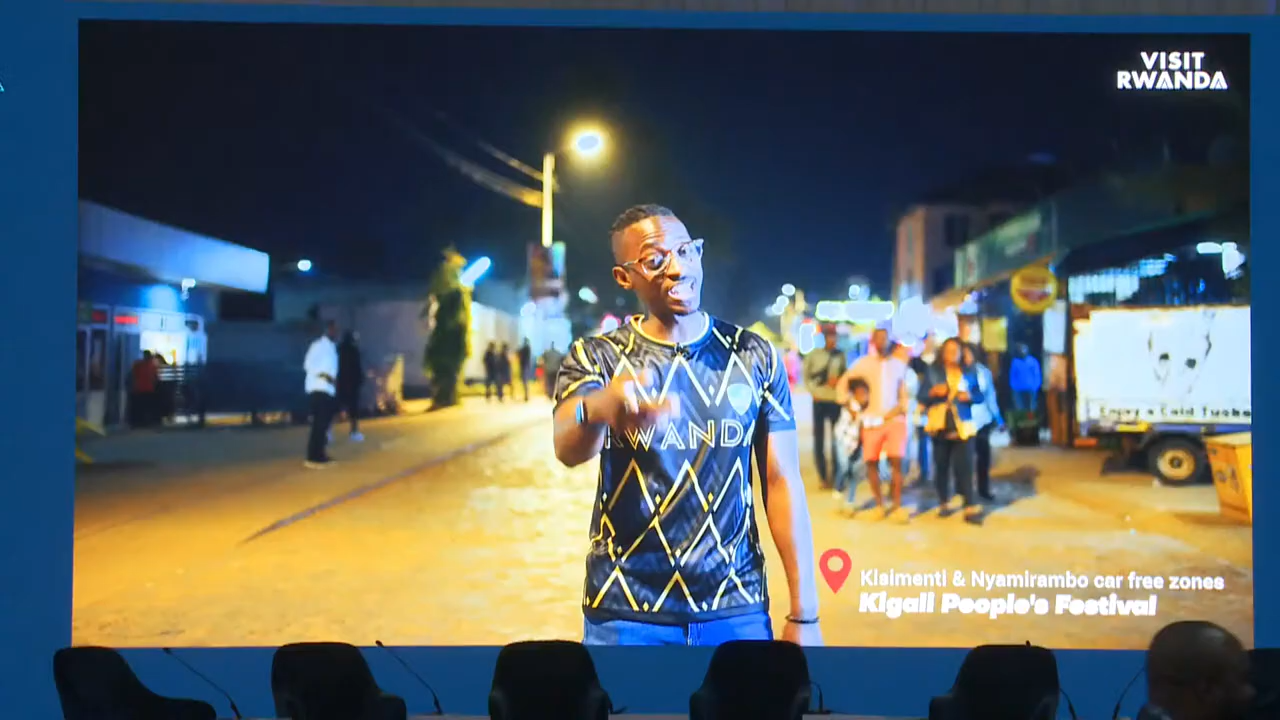 VISIT
RWANDA
RWANDA
Enjoy a Cold Tusker
Kisimenti & Nyamirambo car free zones
Kigali People's Festival